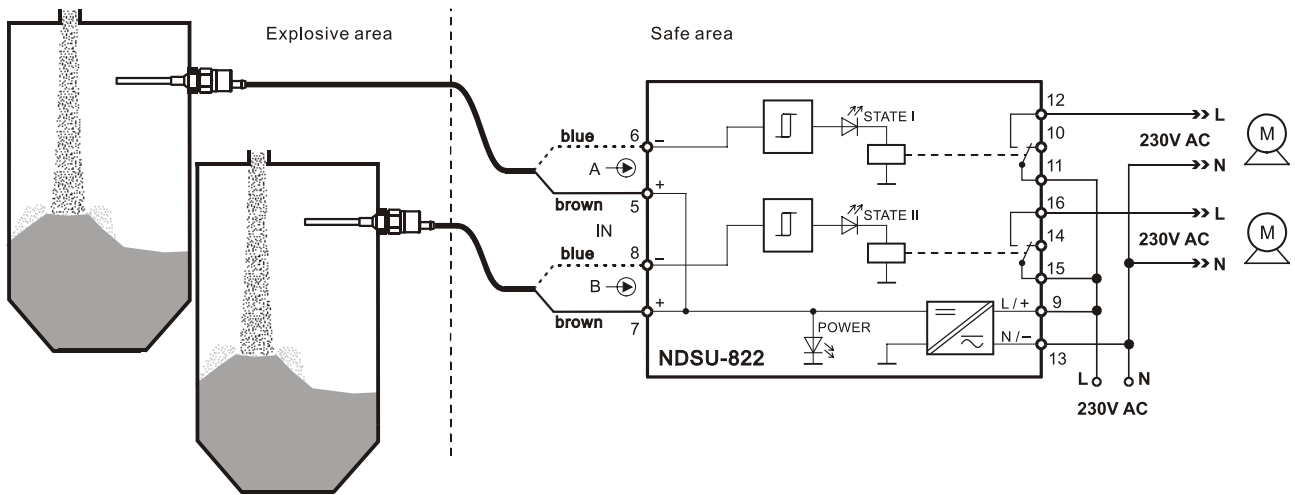 Explosive area
Safe area
blue
6
−
A
STATE I
+
brown
5
IN
blue
8
−
B
STATE II
+
brown
7
POWER
NDSU-822
L / +
N / −
12
10
11
16
14
15
9
13
L
230V AC
N
M
L
230V AC
N
M
L
N
230V AC